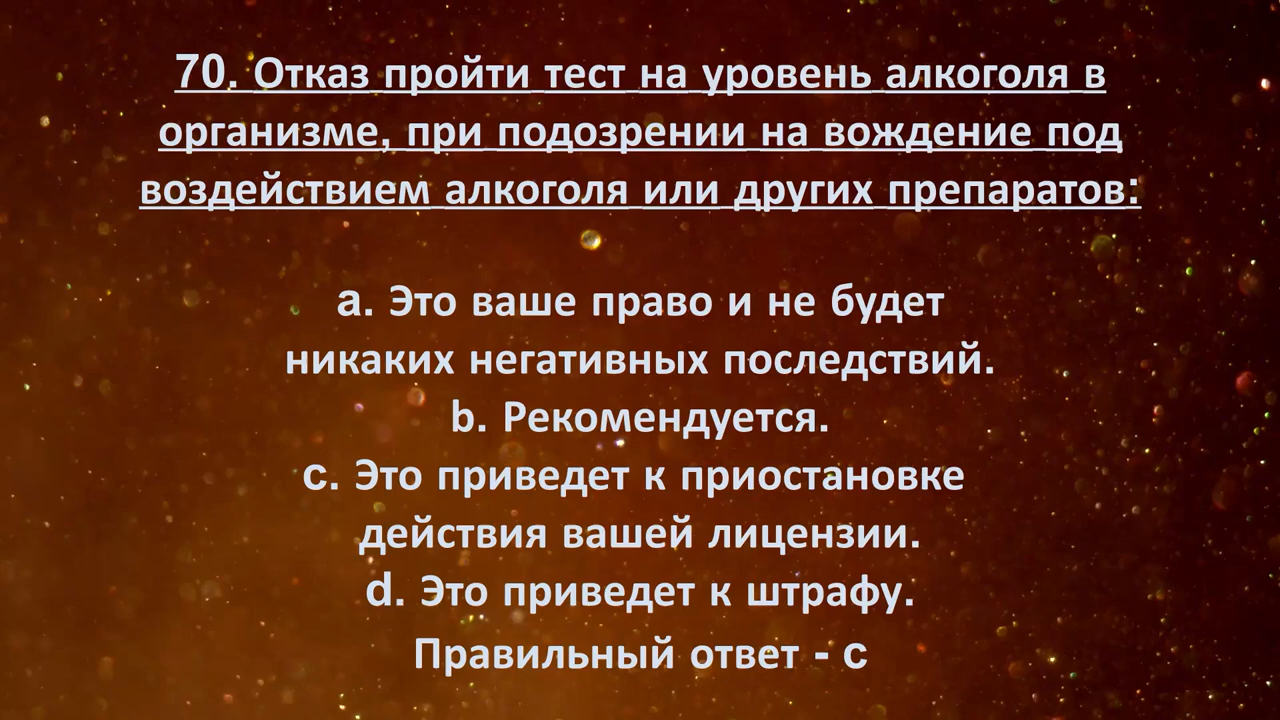 70. Отказ пройти тест на уровень алкоголя в
организме, при подозрении на вождение под
воздействием алкоголя или других препаратов:
a. Это ваше право и не будет
никаких негативных последствий.
b. Рекомендуется.
c. Это приведет к приостановке
действия вашей лицензии.
d. Это приведет к штрафу.
Правильный ответ - c